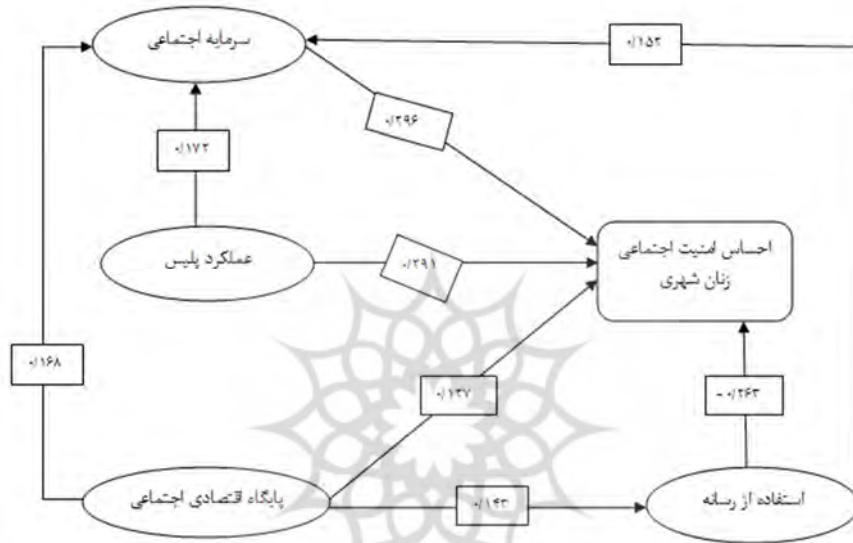 سرمایه اجتماعی
۰/۱۵۲
۰/۲۹۶
۰/۱۷۲
احساس امنیت اجتماعی
زنان شهری
عملکرد پلیس
۰/۲۹۱
۰/۱۶۸
۰/۱۲۷
-۰/۲۶۳
پایگاه اقتصادی اجتماعی
۰/۱۴۳
استفاده از رسانه